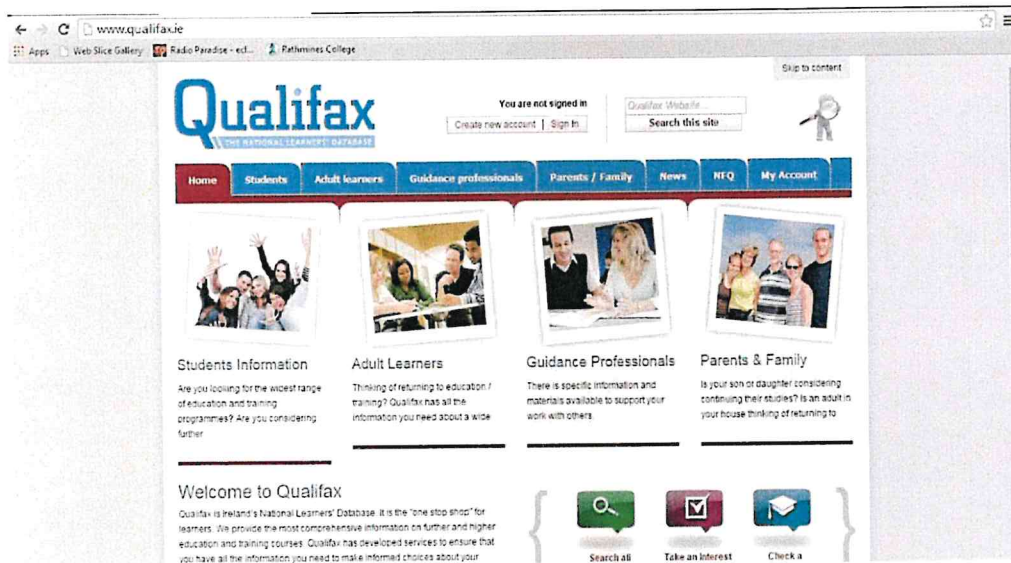 www.qualifax.ie
Apps Web Slice Gallery Radio Paradise - ecl... Rathmines College
Skip to content
Qualifax
THE NATIONAL LEARNERS' DATABASE
You are not signed in
Create new account | Sign In
Qualifax Website...
Search this site
Home Students Adult learners Guidance professionals Parents / Family News NFQ My Account
Students Information
Are you looking for the widest range
of education and training
programmes? Are you considering
further
Adult Learners
Thinking of returning to education /
training? Qualifax has all the
information you need about a wide
Guidance Professionals
There is specific information and
materials available to support your
work with others.
Parents & Family
Is your son or daughter considering
continuing their studies? Is an adult in
your house thinking of returning to
Welcome to Qualifax
Qualifax is Ireland's National Learners' Database. It is the "one stop shop" for
learners. We provide the most comprehensive information on further and higher
education and training courses. Qualifax has developed services to ensure that
you have all the information you need to make informed choices about your
Search all
Take an Interest
Check a